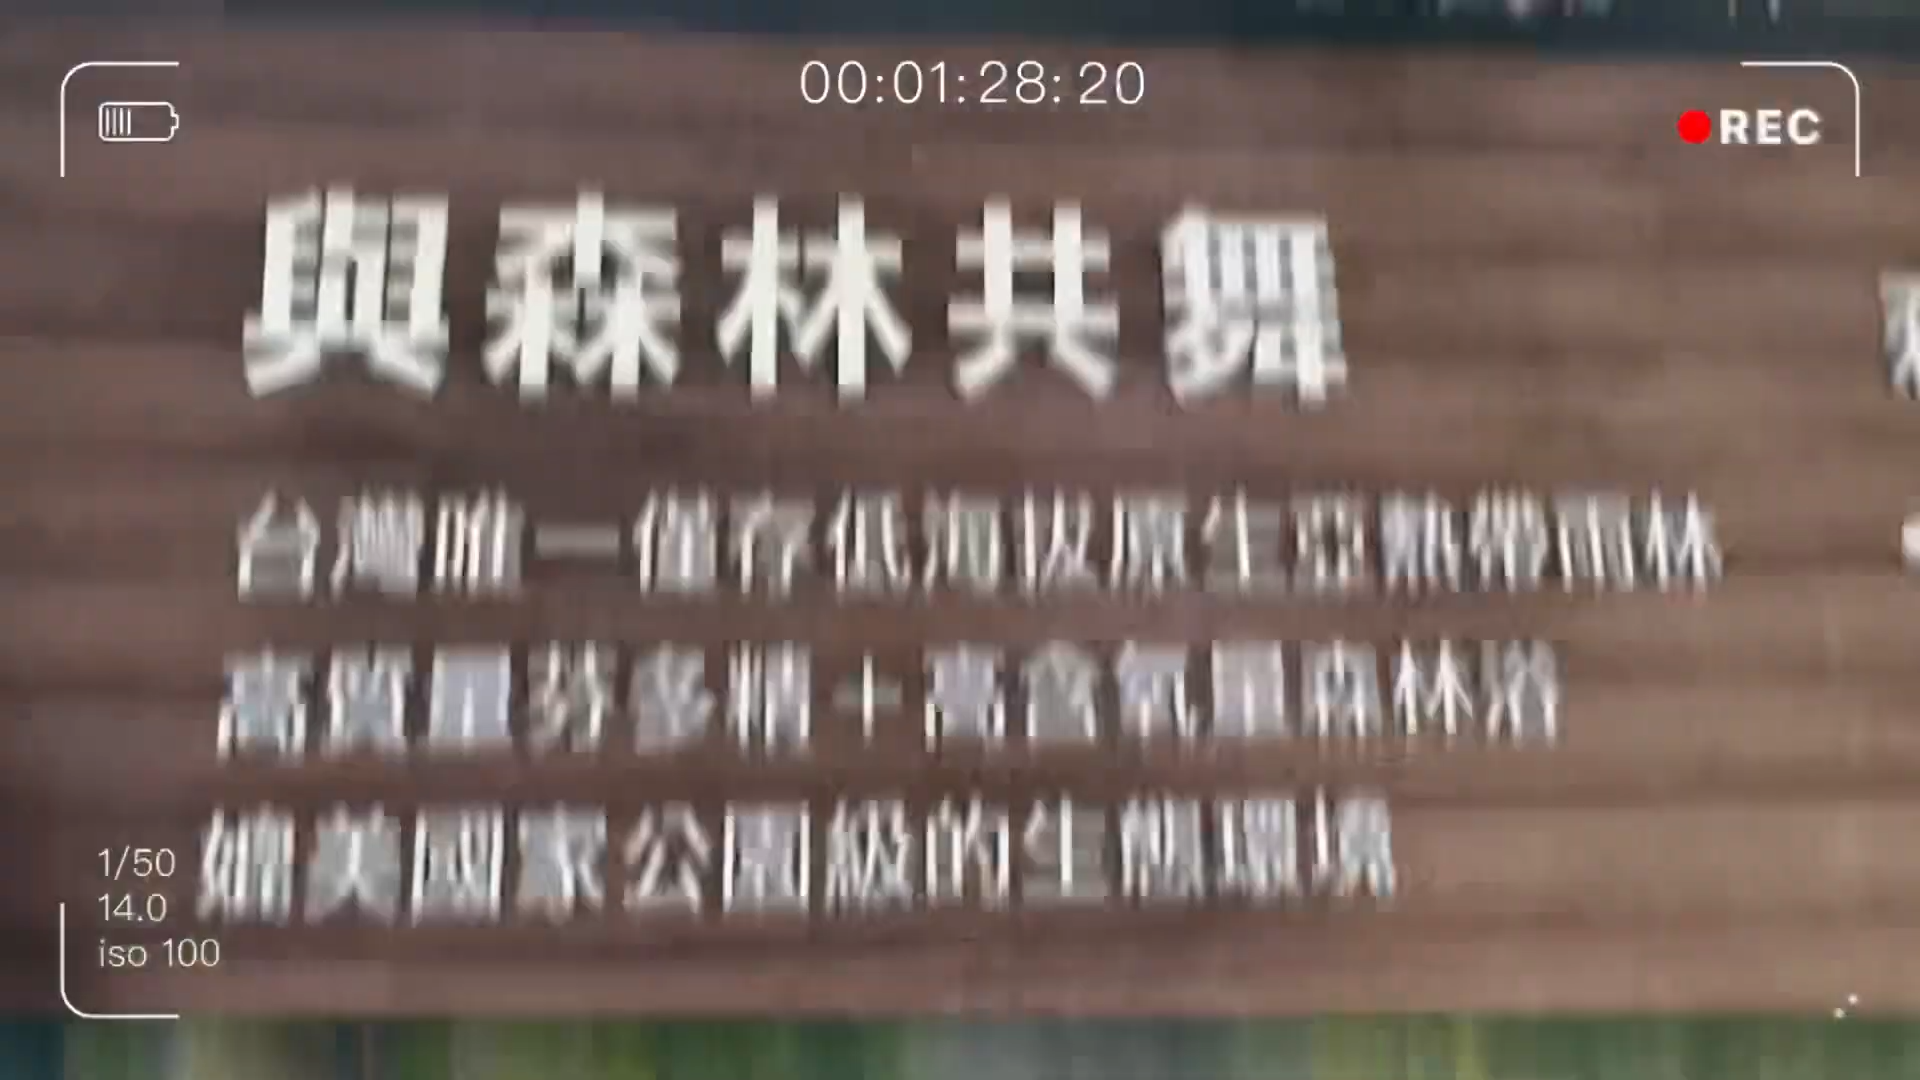 00:01:28:20
REC
與森林共舞
台灣唯一僅存低海拔原生亞熱帶雨林
高質量芬多精+高含氧量森林浴
媲美國家公園級的生態環境
1/50
14.0
iso 100